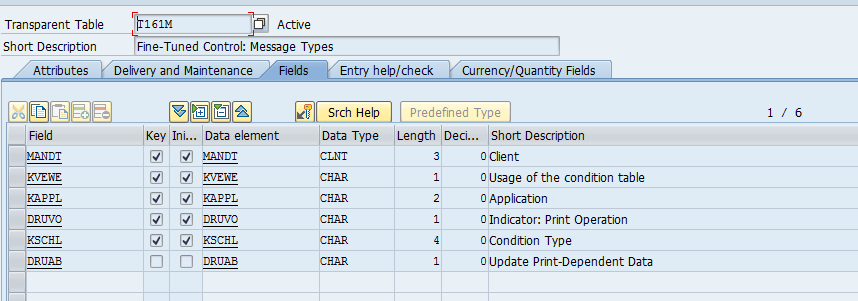 Transparent Table T161M Active
Short Description Fine-Tuned Control: Message Types
Attributes Delivery and Maintenance Fields Entry help/check Currency/Quantity Fields
Srch Help Predefined Type 1 / 6
Field Key Ini... Data element Data Type Length Deci... Short Description
MANDT MANDT CLNT 3 0 Client
KVEWE KVEWE CHAR 1 0 Usage of the condition table
KAPPL KAPPL CHAR 2 0 Application
DRUVO DRUVO CHAR 1 0 Indicator: Print Operation
KSCHL KSCHL CHAR 4 0 Condition Type
DRUAB DRUAB CHAR 1 0 Update Print-Dependent Data